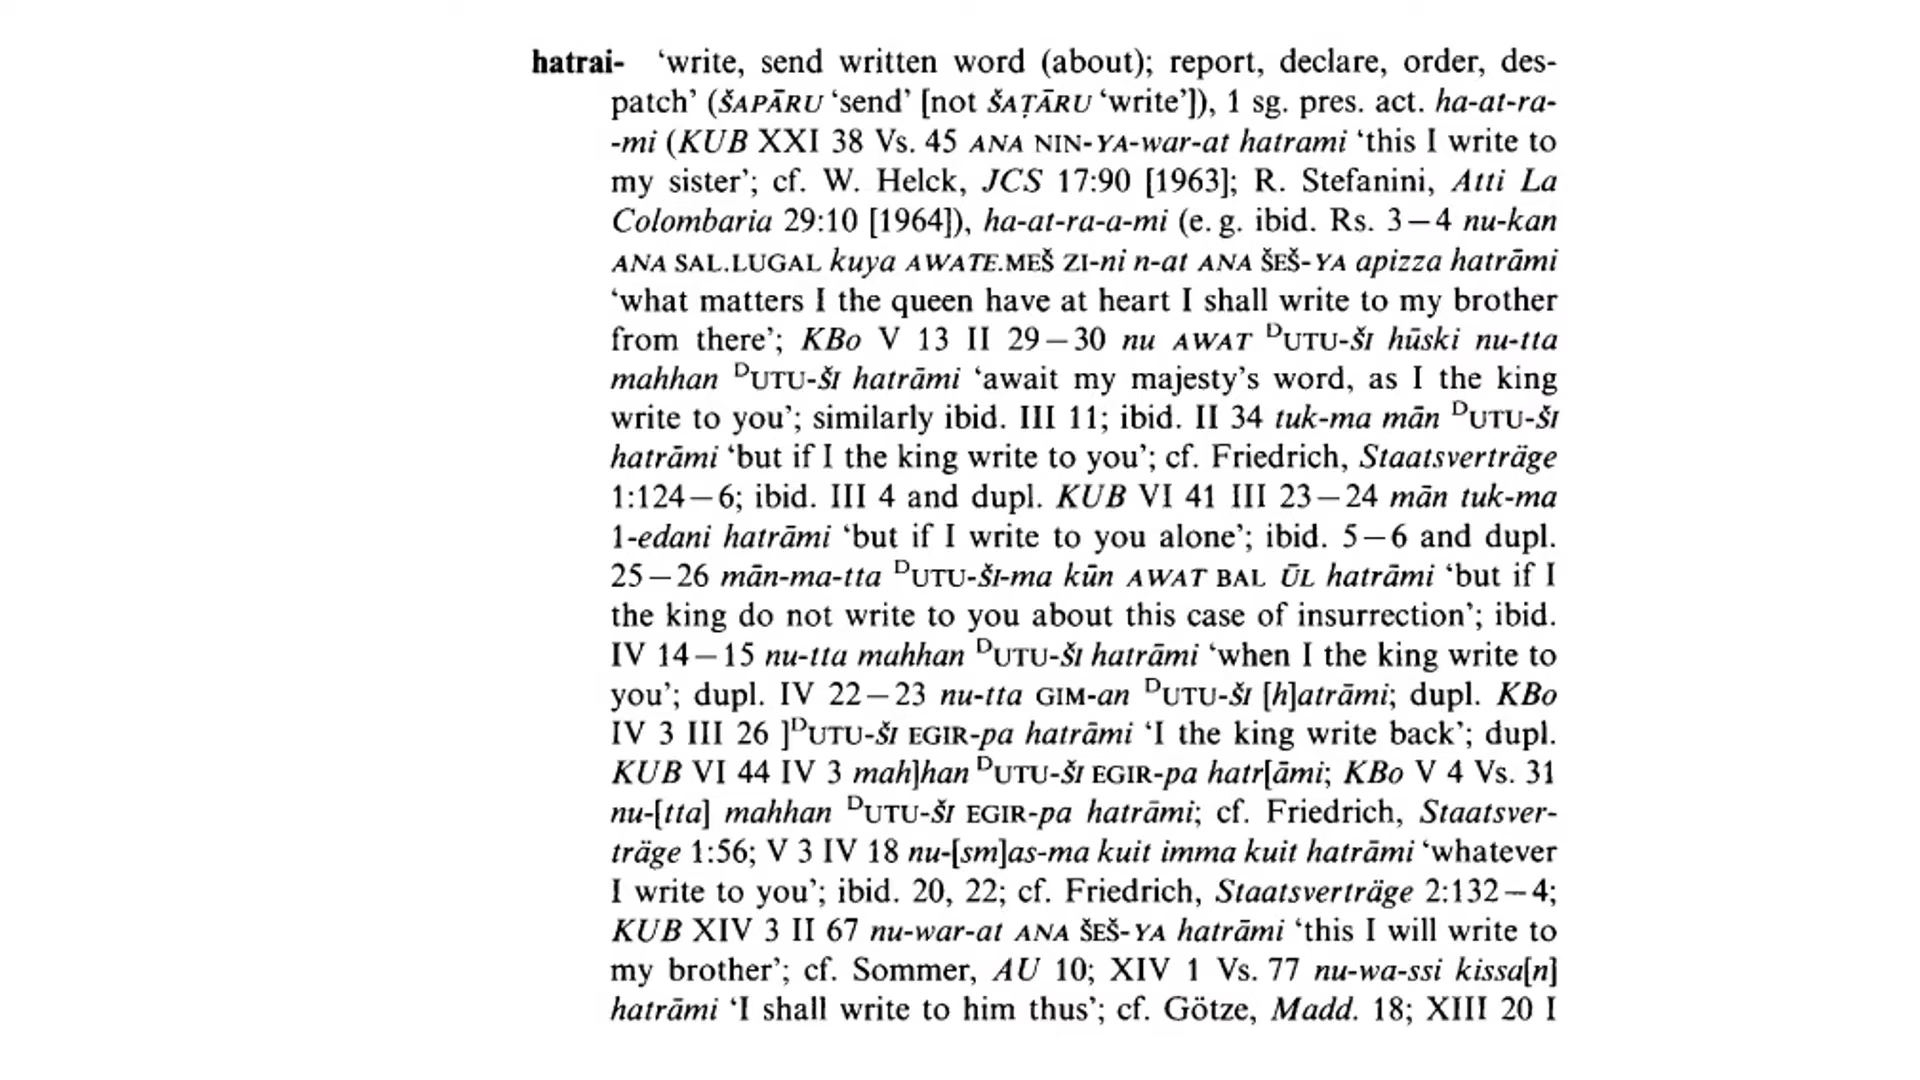 hatrai- ‘write, send written word (about); report, declare, order, des-
patch’ (ŠAPĀRU ‘send’ [not ŠAṬĀRU ‘write’]), 1 sg. pres. act. ha-at-ra-
-mi (KUB XXI 38 Vs. 45 ANA NIN-YA-war-at hatrami ‘this I write to
my sister’; cf. W. Helck, JCS 17:90 [1963]; R. Stefanini, Atti La
Colombaria 29:10 [1964]), ha-at-ra-a-mi (e. g. ibid. Rs. 3–4 nu-kan
ANA SAL.LUGAL kuya AWATE.MEŠ ZI-ni n-at ANA ŠEŠ-YA apizza hatrāmi
‘what matters I the queen have at heart I shall write to my brother
from there’; KBo V 13 II 29–30 nu AWAT ᴰUTU-ŠI hūski nu-tta
mahhan ᴰUTU-ŠI hatrāmi ‘await my majesty’s word, as I the king
write to you’; similarly ibid. III 11; ibid. II 34 tuk-ma mān ᴰUTU-ŠI
hatrāmi ‘but if I the king write to you’; cf. Friedrich, Staatsverträge
1:124–6; ibid. III 4 and dupl. KUB VI 41 III 23–24 mān tuk-ma
1-edani hatrāmi ‘but if I write to you alone’; ibid. 5–6 and dupl.
25–26 mān-ma-tta ᴰUTU-ŠI-ma kūn AWAT BAL ŪL hatrāmi ‘but if I
the king do not write to you about this case of insurrection’; ibid.
IV 14–15 nu-tta mahhan ᴰUTU-ŠI hatrāmi ‘when I the king write to
you’; dupl. IV 22–23 nu-tta GIM-an ᴰUTU-ŠI [h]atrāmi; dupl. KBo
IV 3 III 26 ]ᴰUTU-ŠI EGIR-pa hatrāmi ‘I the king write back’; dupl.
KUB VI 44 IV 3 mah]han ᴰUTU-ŠI EGIR-pa hatr[āmi; KBo V 4 Vs. 31
nu-[tta] mahhan ᴰUTU-ŠI EGIR-pa hatrāmi; cf. Friedrich, Staatsver-
träge 1:56; V 3 IV 18 nu-[sm]as-ma kuit imma kuit hatrāmi ‘whatever
I write to you’; ibid. 20, 22; cf. Friedrich, Staatsverträge 2:132–4;
KUB XIV 3 II 67 nu-war-at ANA ŠEŠ-YA hatrāmi ‘this I will write to
my brother’; cf. Sommer, AU 10; XIV 1 Vs. 77 nu-wa-ssi kissa[n]
hatrāmi ‘I shall write to him thus’; cf. Götze, Madd. 18; XIII 20 I